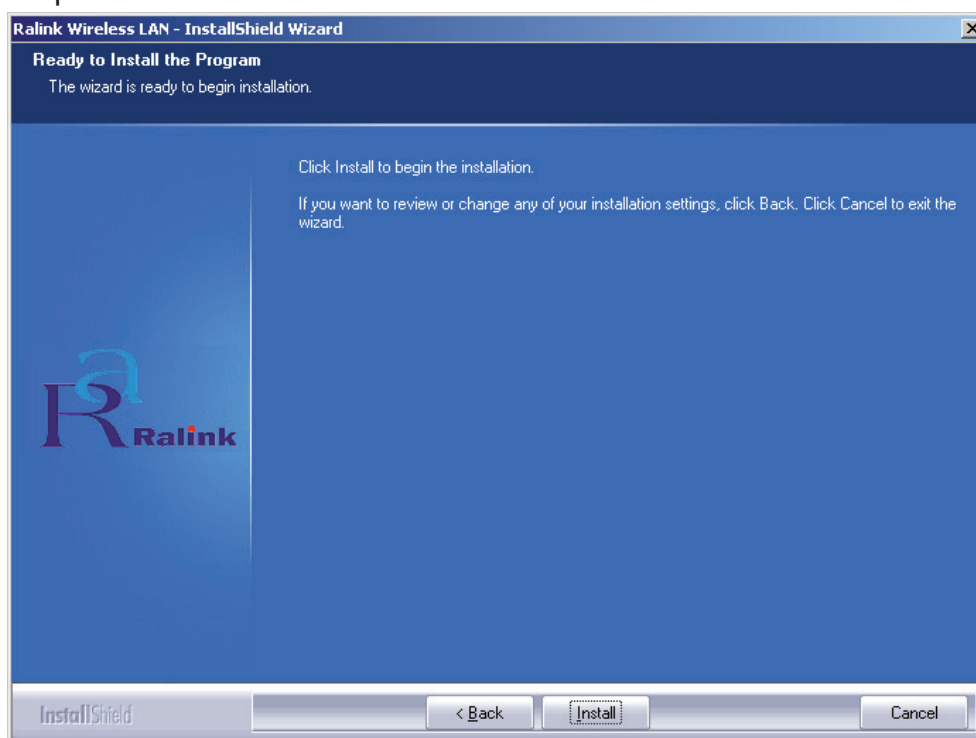 Ralink Wireless LAN - InstallShield Wizard
Ready to Install the Program
The wizard is ready to begin installation.
Click Install to begin the installation.
If you want to review or change any of your installation settings, click Back. Click Cancel to exit the
wizard.
Ra
Ralink
InstallShield
< Back
Install
Cancel